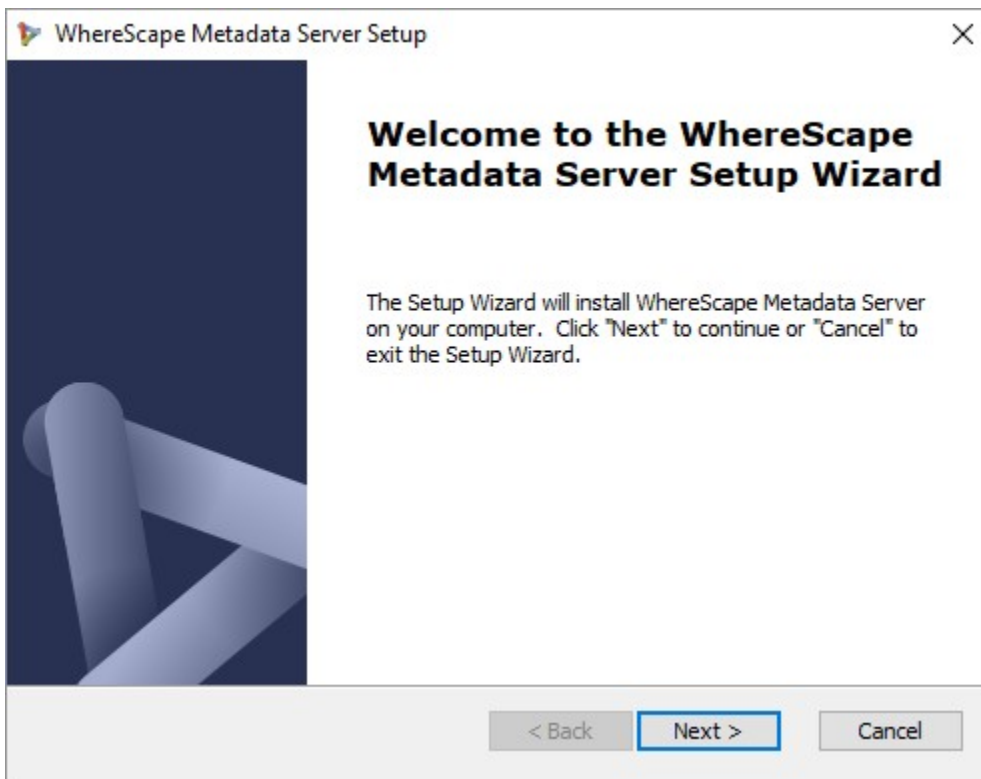 WhereScape Metadata Server Setup
Welcome to the WhereScape
Metadata Server Setup Wizard
The Setup Wizard will install WhereScape Metadata Server
on your computer.  Click "Next" to continue or "Cancel" to
exit the Setup Wizard.
< Back Next > Cancel